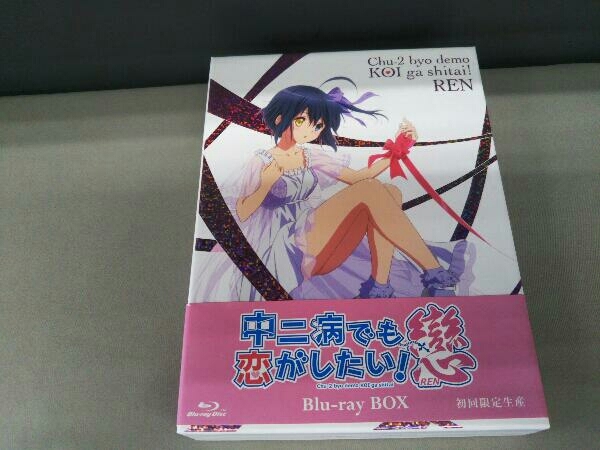 Chu-2 byo demo
KOI ga shitai!
REN
中二病でも
恋がしたい!
戀
REN
Chu-2 byo demo KOI ga shitai
Blu-ray BOX
初回限定生産
Blu-ray Disc